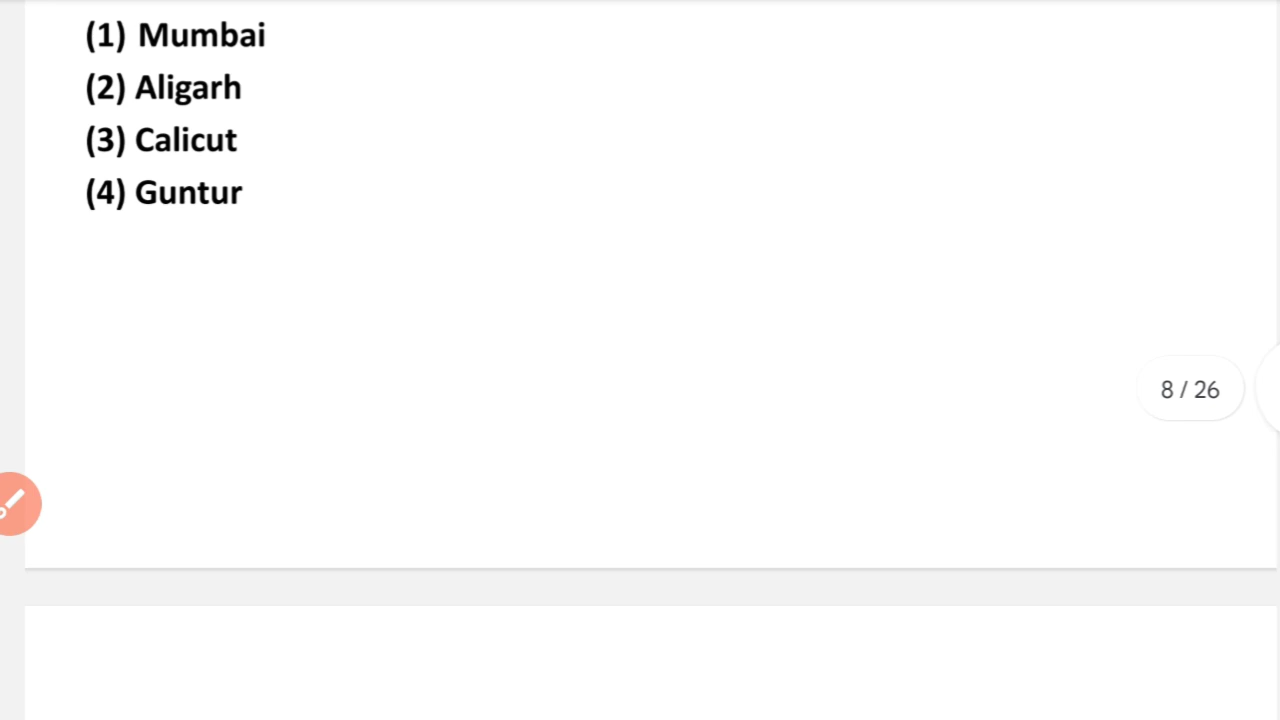 (1) Mumbai
(2) Aligarh
(3) Calicut
(4) Guntur
8 / 26